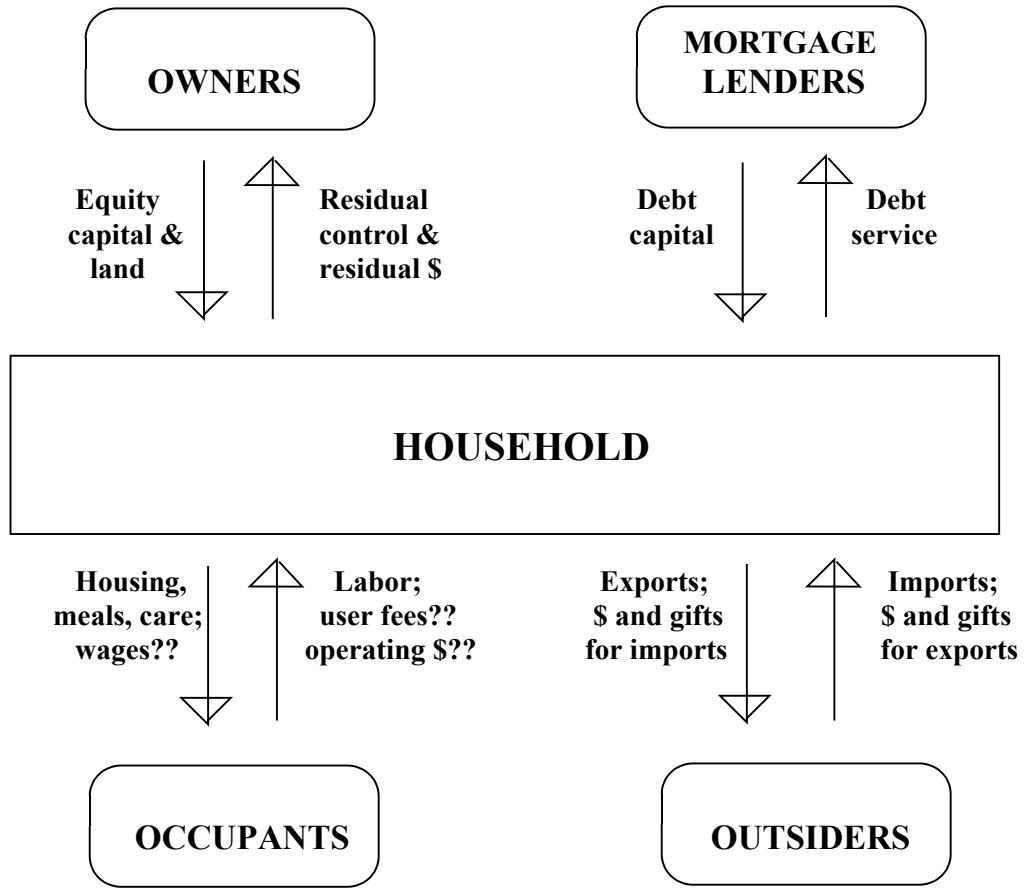 OWNERS
MORTGAGE
LENDERS
Equity
capital &
land
Residual
control &
residual $
Debt
capital
Debt
service
HOUSEHOLD
Housing,
meals, care;
wages??
Labor;
user fees??
operating $??
Exports;
$ and gifts
for imports
Imports;
$ and gifts
for exports
OCCUPANTS
OUTSIDERS